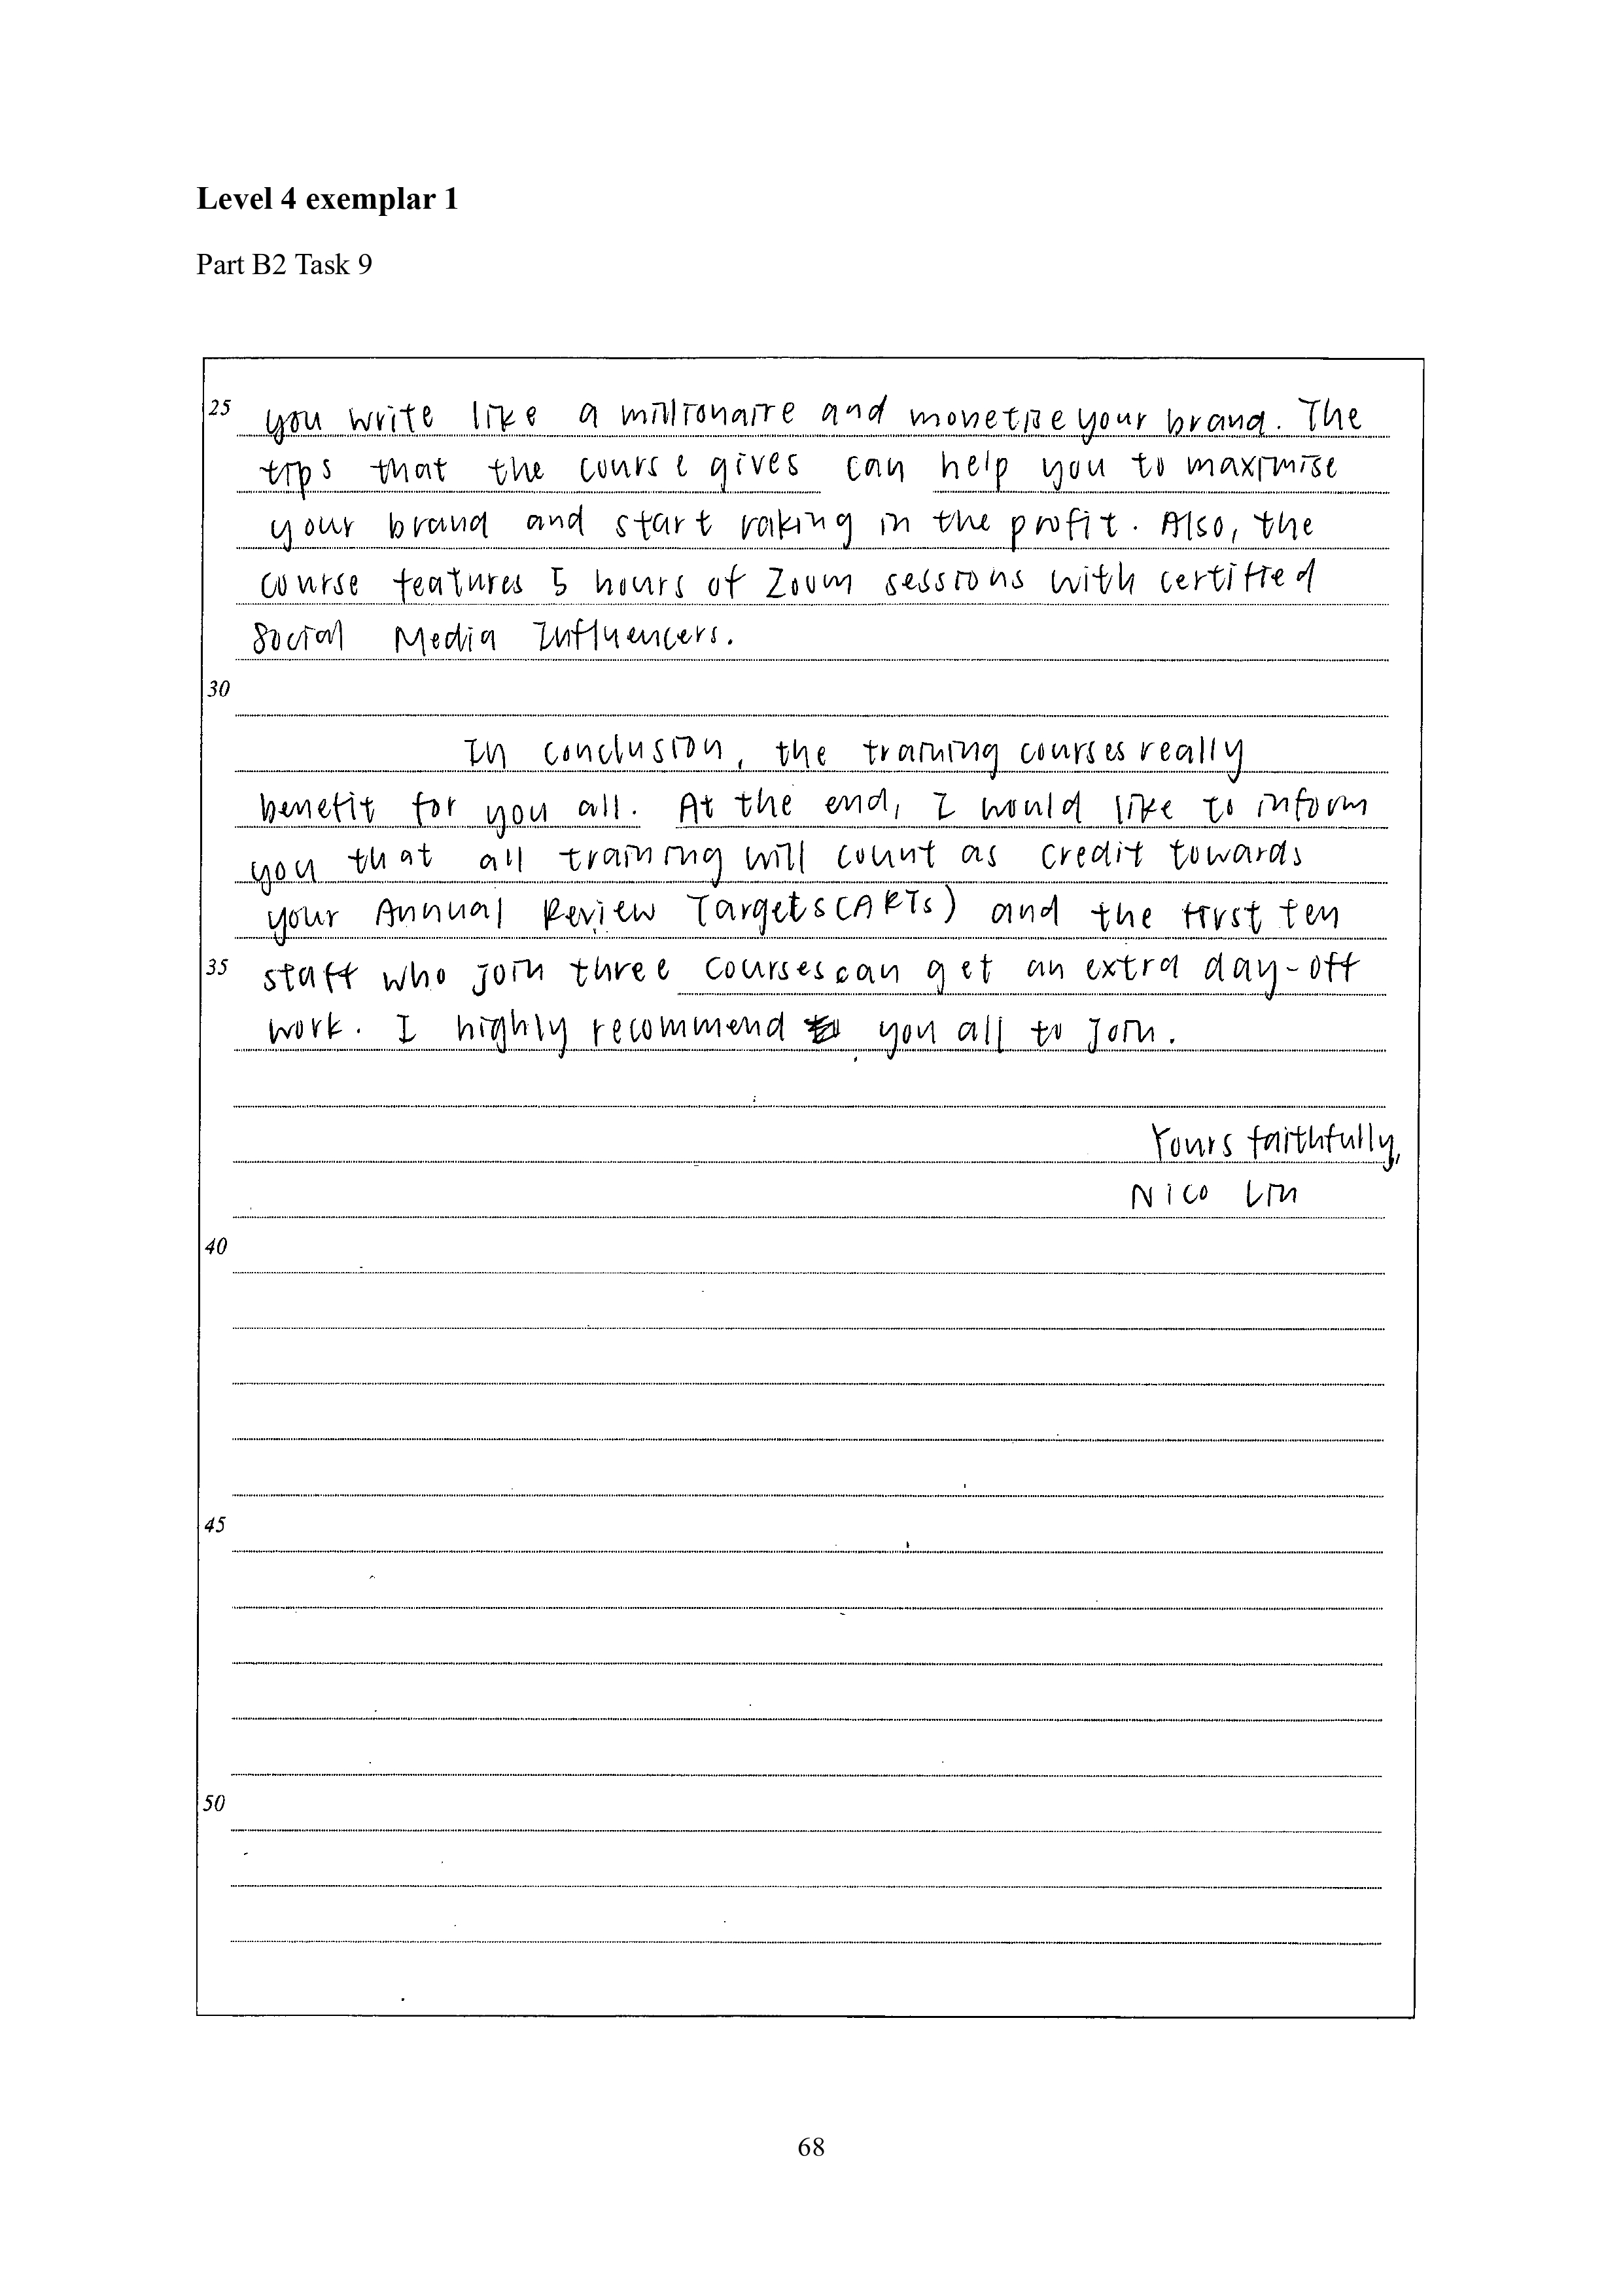 Level 4 exemplar 1
Part B2 Task 9
25 you write like a millionaire and monetise your brand. The
tips that the course gives can help you to maximise
your brand and start raking in the profit. Also, the
course features 5 hours of Zoom sessions with certified
Social Media Influencers.
30
In conclusion, the training courses really
benefit for you all. At the end, I would like to inform
you that all training will count as credit towards
your Annual Review Targets(ARTs) and the first ten
35 staff who join three courses can get an extra day-off
work. I highly recommend you all to join.
Yours faithfully,
Nico Lin
40
45
50
68